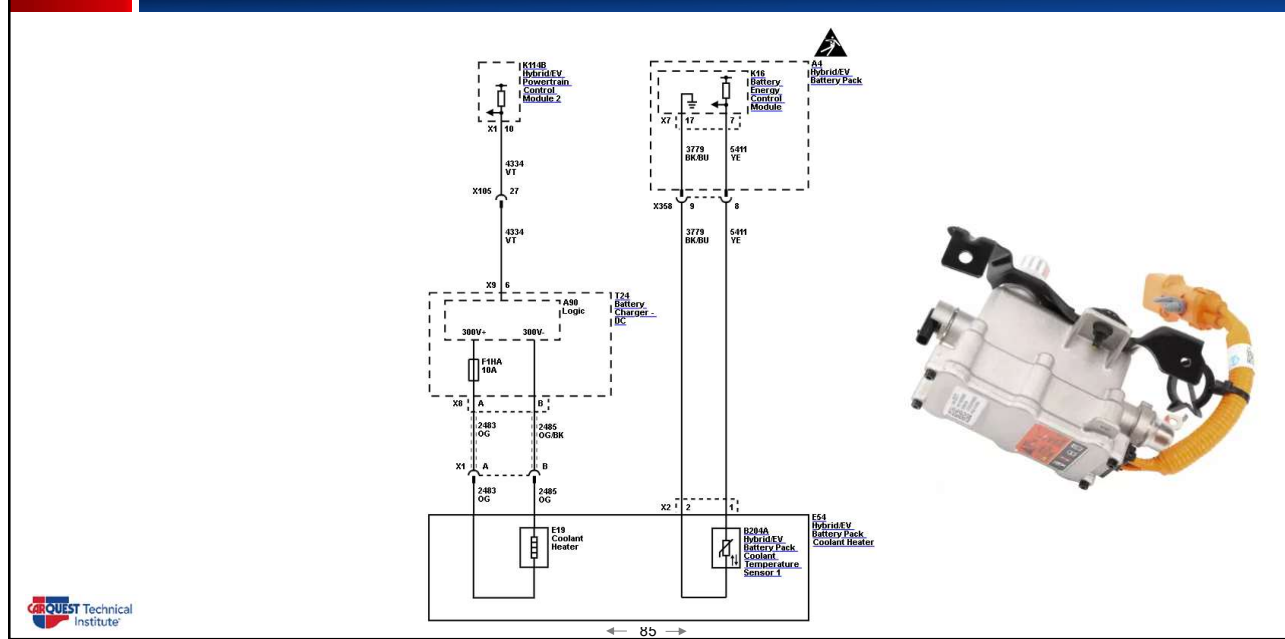 K114B
Hybrid/EV
Powertrain
Control
Module 2
X1 10
4334
VT
X105 27
4334
VT
X9 6
A90
Logic
T24
Battery
Charger -
DC
300V+ 300V-
F1HA
10A
X8 A B
2483
OG
2485
OG/BK
X1 A B
2483
OG
2485
OG
E19
Coolant
Heater
A4
Hybrid/EV
Battery Pack
K16
Battery
Energy
Control
Module
X7 17 7
3779
BK/BU
5411
YE
X358 9 8
3779
BK/BU
5411
YE
X2 2 1
B204A
Hybrid/EV
Battery Pack
Coolant
Temperature
Sensor 1
E54
Hybrid/EV
Battery Pack
Coolant Heater
CARQUEST Technical
Institute
85